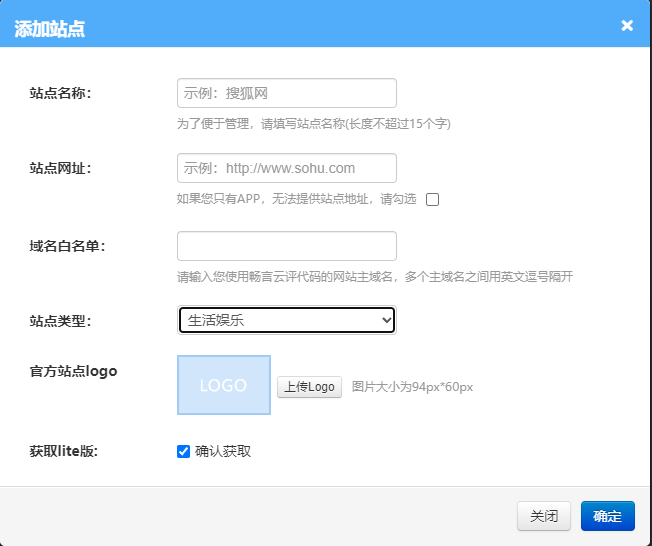 添加站点 ×
站点名称： 示例：搜狐网
为了便于管理，请填写站点名称(长度不超过15个字)
站点网址： 示例：http://www.sohu.com
如果您只有APP，无法提供站点地址，请勾选
域名白名单：
请输入您使用畅言云评代码的网站主域名，多个主域名之间用英文逗号隔开
站点类型： 生活娱乐
官方站点logo LOGO 上传Logo 图片大小为94px*60px
获取lite版: 确认获取
关闭 确定